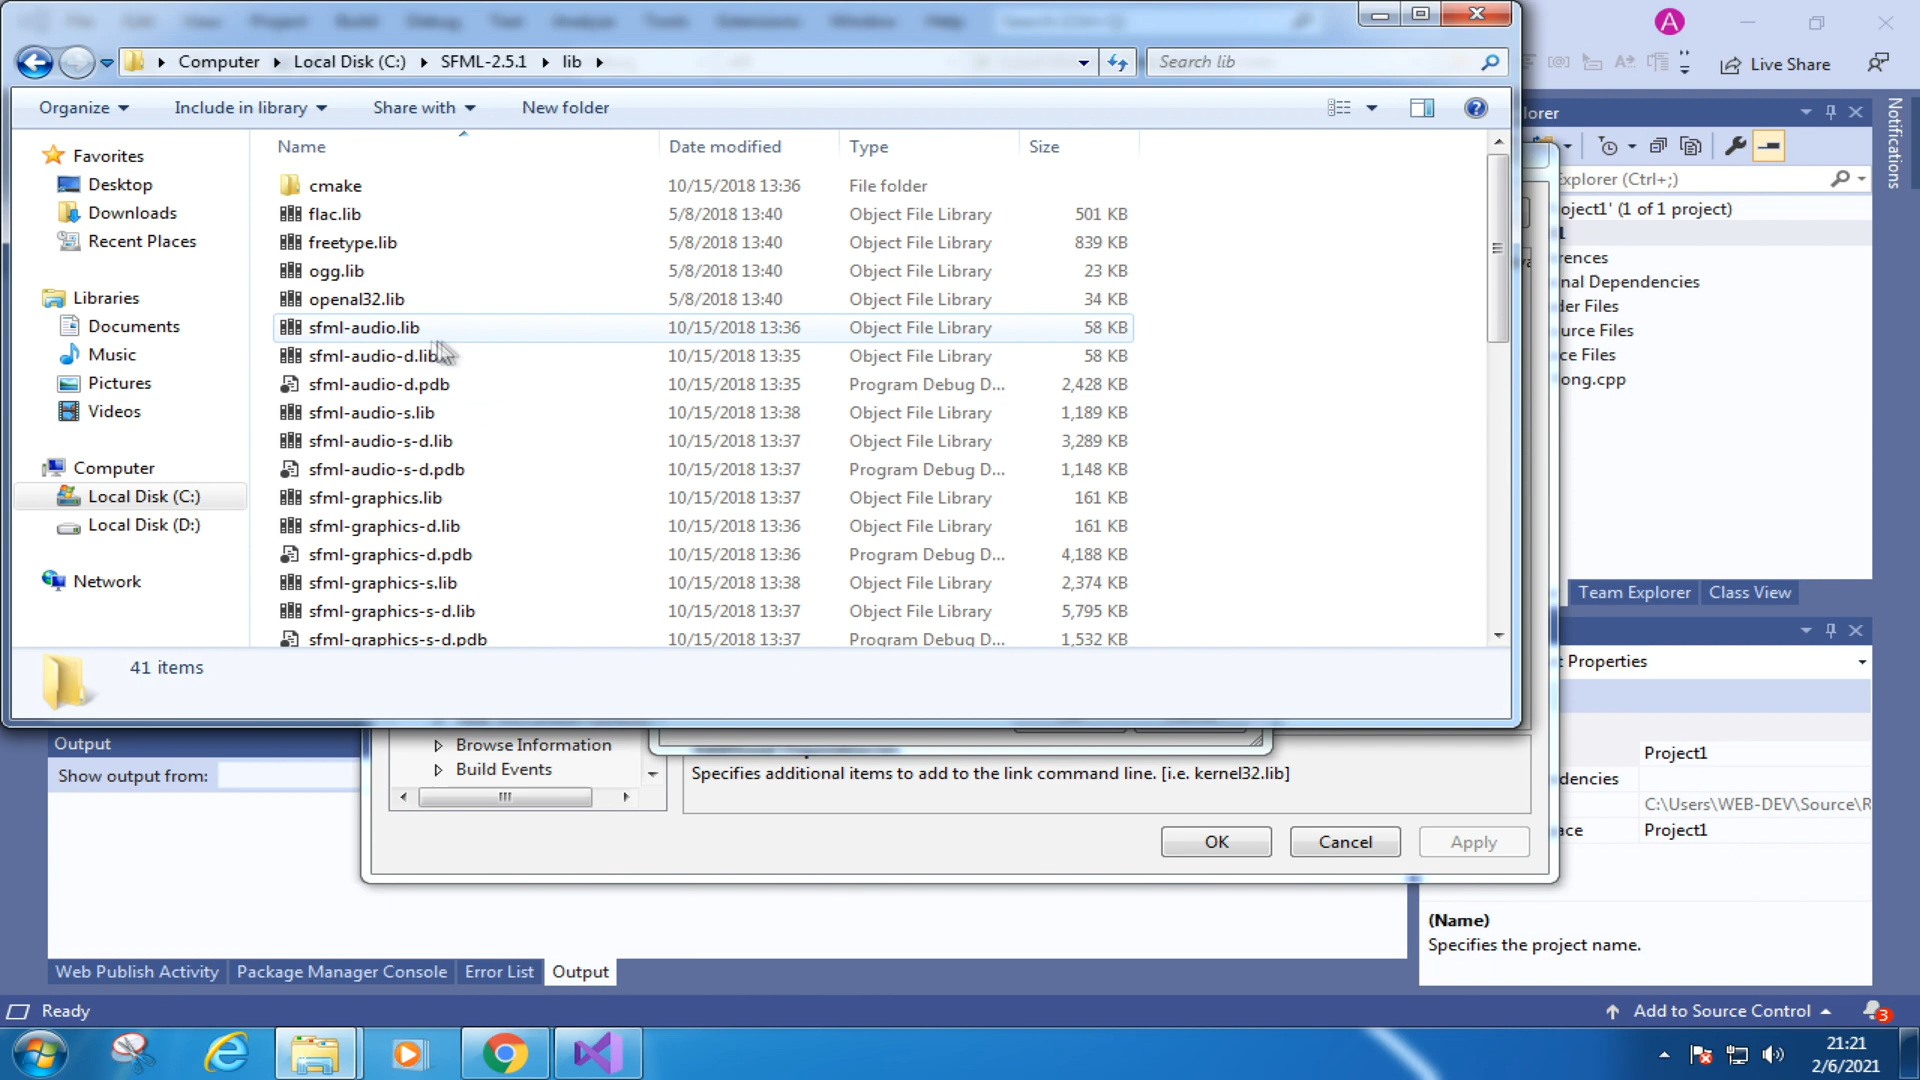 Computer Local Disk (C:) SFML-2.5.1 lib
Search lib
Live Share
Organize Include in library Share with New folder
Name Date modified Type Size
Favorites
Desktop
Downloads
Recent Places
Libraries
Documents
Music
Pictures
Videos
Computer
Local Disk (C:)
Local Disk (D:)
Network
cmake 10/15/2018 13:36 File folder
flac.lib 5/8/2018 13:40 Object File Library 501 KB
freetype.lib 5/8/2018 13:40 Object File Library 839 KB
ogg.lib 5/8/2018 13:40 Object File Library 23 KB
openal32.lib 5/8/2018 13:40 Object File Library 34 KB
sfml-audio.lib 10/15/2018 13:36 Object File Library 58 KB
sfml-audio-d.lib 10/15/2018 13:35 Object File Library 58 KB
sfml-audio-d.pdb 10/15/2018 13:35 Program Debug D... 2,428 KB
sfml-audio-s.lib 10/15/2018 13:38 Object File Library 1,189 KB
sfml-audio-s-d.lib 10/15/2018 13:37 Object File Library 3,289 KB
sfml-audio-s-d.pdb 10/15/2018 13:37 Program Debug D... 1,148 KB
sfml-graphics.lib 10/15/2018 13:37 Object File Library 161 KB
sfml-graphics-d.lib 10/15/2018 13:36 Object File Library 161 KB
sfml-graphics-d.pdb 10/15/2018 13:36 Program Debug D... 4,188 KB
sfml-graphics-s.lib 10/15/2018 13:38 Object File Library 2,374 KB
sfml-graphics-s-d.lib 10/15/2018 13:37 Object File Library 5,795 KB
sfml-graphics-s-d.pdb 10/15/2018 13:37 Program Debug D... 1,532 KB
41 items
A
lorer
Notifications
xplorer (Ctrl+;)
oject1' (1 of 1 project)
1
rences
nal Dependencies
der Files
urce Files
ce Files
ong.cpp
Team Explorer Class View
t Properties
Project1
dencies
C:\Users\WEB-DEV\Source\R
ace Project1
(Name)
Specifies the project name.
Browse Information
Build Events
Specifies additional items to add to the link command line. [i.e. kernel32.lib]
OK Cancel Apply
Output
Show output from:
Web Publish Activity Package Manager Console Error List Output
Ready
Add to Source Control
3
21:21
2/6/2021